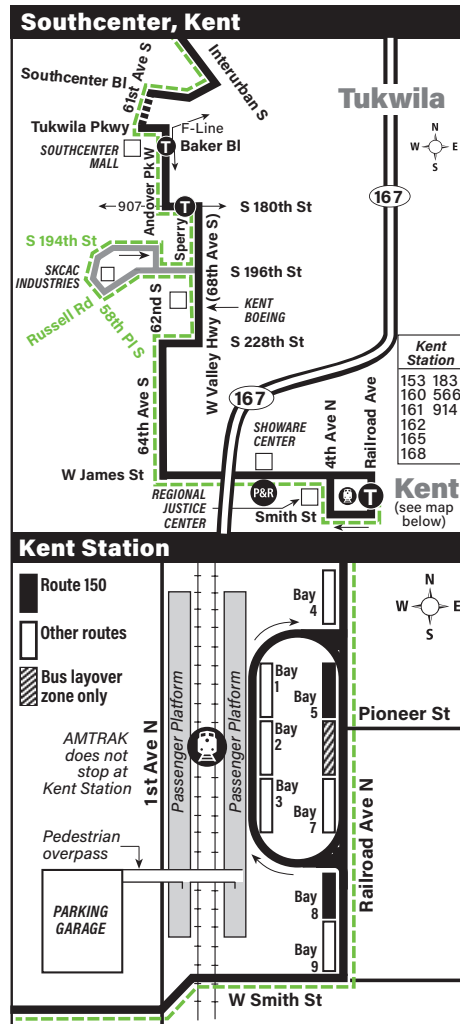 Southcenter, Kent
Southcenter Bl
61st Ave S
Interurban S
Tukwila
Tukwila Pkwy
F-Line
T
Baker Bl
SOUTHCENTER
MALL
Andover Pk W
N
W E
S
907
T
S 180th St
167
Sperry
S 194th St
SKCAC
INDUSTRIES
S 196th St
Russell Rd
58th Pl S
62nd S
W Valley Hwy (68th Ave S)
KENT
BOEING
S 228th St
64th Ave S
167
Kent
Station
153 183
160 566
161 914
162
165
168
SHOWARE
CENTER
4th Ave N
Railroad Ave
W James St
P&R
REGIONAL
JUSTICE
CENTER
Smith St
T
Kent
(see map
below)
Kent Station
Route 150
Other routes
Bus layover
zone only
AMTRAK
does not
stop at
Kent Station
1st Ave N
Passenger Platform
Passenger Platform
Bay
4
N
W E
S
Bay
1
Bay
5
Bay
2
Bay
3
Bay
7
Pioneer St
Railroad Ave N
Pedestrian
overpass
PARKING
GARAGE
Bay
8
Bay
9
W Smith St